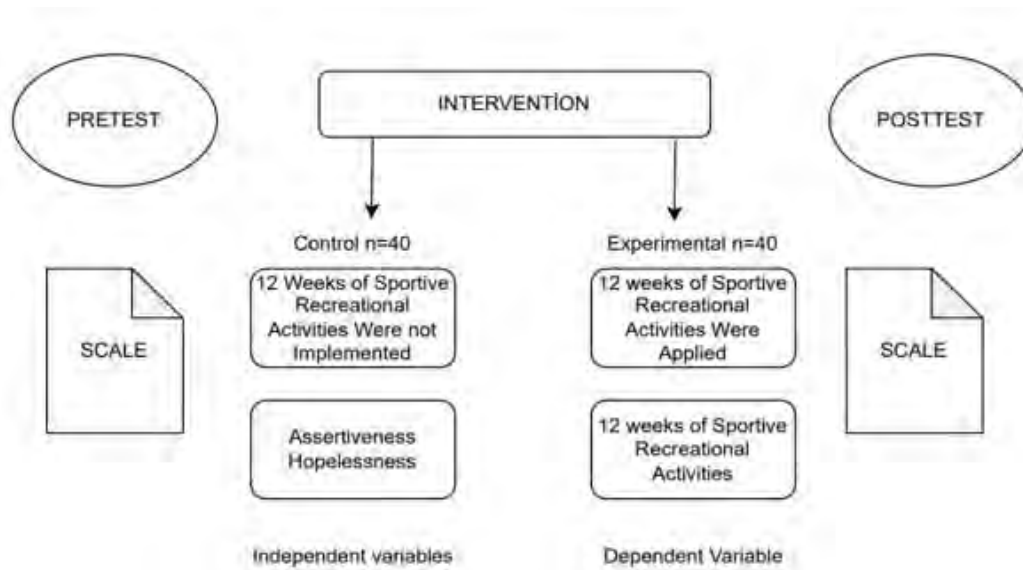 INTERVENTİON
PRETEST
POSTTEST
Control n=40
Experimental n=40
12 Weeks of Sportive
Recreational
Activities Were not
Implemented
12 weeks of Sportive
Recreational
Activities Were
Applied
SCALE
SCALE
Assertiveness
Hopelessness
12 weeks of Sportive
Recreational
Activities
Independent variables
Dependent Variable